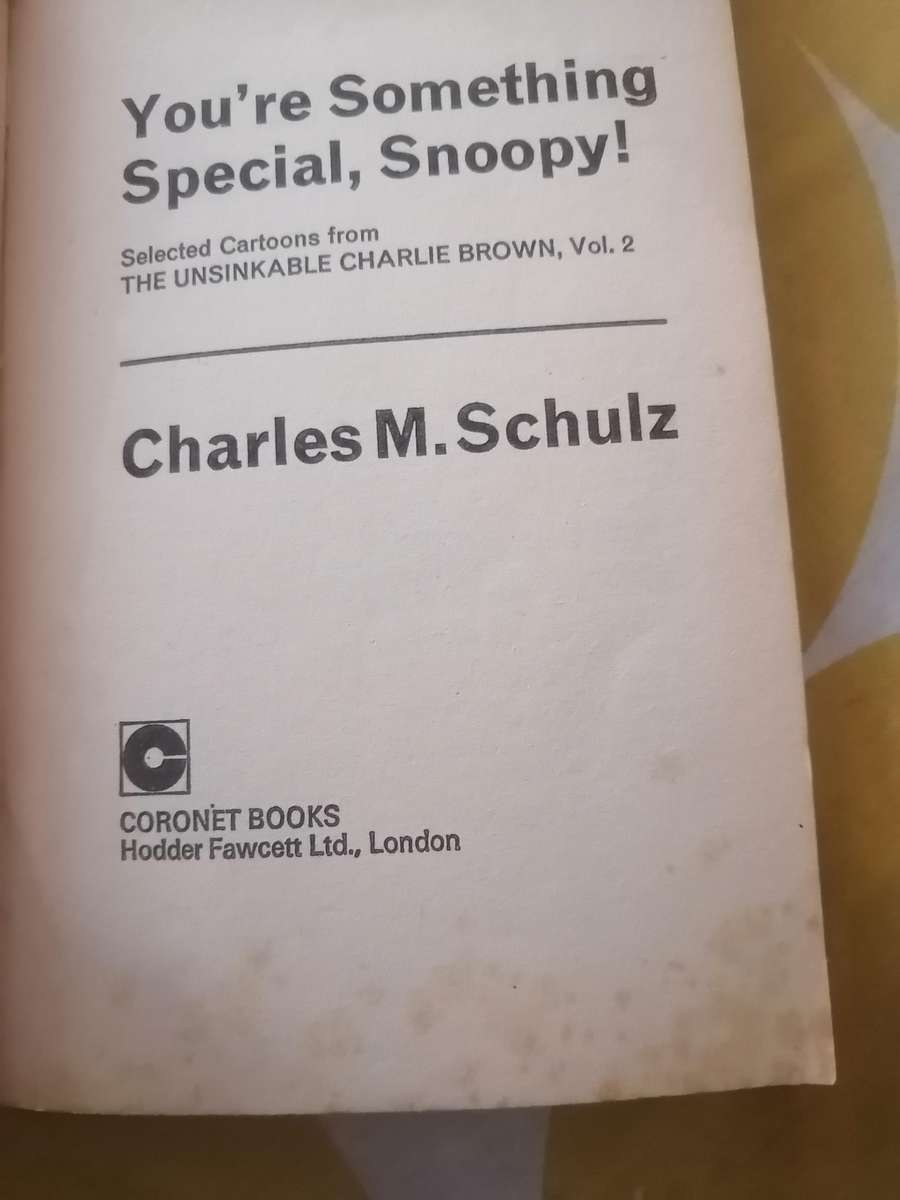 You're Something
Special, Snoopy!
Selected Cartoons from
THE UNSINKABLE CHARLIE BROWN, Vol. 2
Charles M. Schulz
CORONET BOOKS
Hodder Fawcett Ltd., London